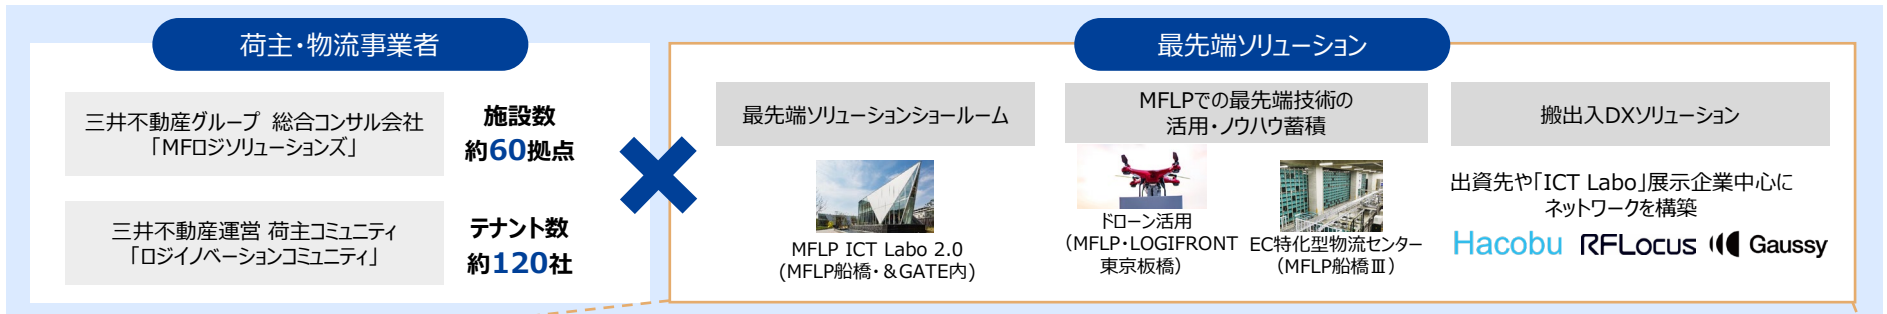 荷主・物流事業者
三井不動産グループ 総合コンサル会社
「MFロジソリューションズ」
施設数
約60拠点
三井不動産運営 荷主コミュニティ
「ロジイノベーションコミュニティ」
テナント数
約120社
最先端ソリューション
最先端ソリューションショールーム
MFLP ICT Labo 2.0
(MFLP船橋・&GATE内)
MFLPでの最先端技術の
活用・ノウハウ蓄積
ドローン活用
（MFLP・LOGIFRONT
東京板橋）
EC特化型物流センター
（MFLP船橋Ⅲ）
搬出入DXソリューション
出資先や「ICT Labo」展示企業中心に
ネットワークを構築
Hacobu
RFLocus
Gaussy